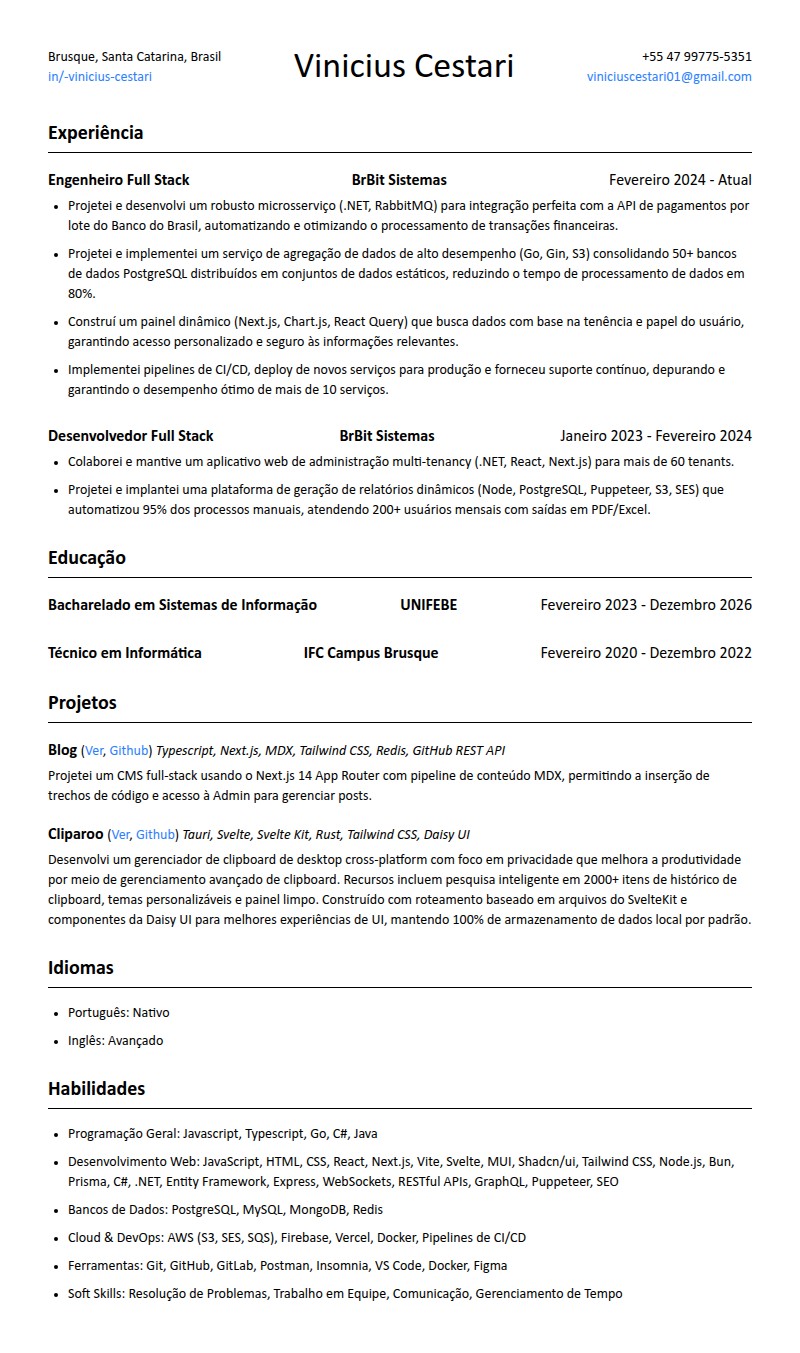 Brusque, Santa Catarina, Brasil
in/-vinicius-cestari
Vinicius Cestari
+55 47 99775-5351
viniciuscestari01@gmail.com
Experiência
Engenheiro Full Stack BrBit Sistemas Fevereiro 2024 - Atual
• Projetei e desenvolvi um robusto microsserviço (.NET, RabbitMQ) para integração perfeita com a API de pagamentos por
lote do Banco do Brasil, automatizando e otimizando o processamento de transações financeiras.
• Projetei e implementei um serviço de agregação de dados de alto desempenho (Go, Gin, S3) consolidando 50+ bancos
de dados PostgreSQL distribuídos em conjuntos de dados estáticos, reduzindo o tempo de processamento de dados em
80%.
• Construí um painel dinâmico (Next.js, Chart.js, React Query) que busca dados com base na tenência e papel do usuário,
garantindo acesso personalizado e seguro às informações relevantes.
• Implementei pipelines de CI/CD, deploy de novos serviços para produção e forneceu suporte contínuo, depurando e
garantindo o desempenho ótimo de mais de 10 serviços.
Desenvolvedor Full Stack BrBit Sistemas Janeiro 2023 - Fevereiro 2024
• Colaborei e mantive um aplicativo web de administração multi-tenancy (.NET, React, Next.js) para mais de 60 tenants.
• Projetei e implantei uma plataforma de geração de relatórios dinâmicos (Node, PostgreSQL, Puppeteer, S3, SES) que
automatizou 95% dos processos manuais, atendendo 200+ usuários mensais com saídas em PDF/Excel.
Educação
Bacharelado em Sistemas de Informação UNIFEBE Fevereiro 2023 - Dezembro 2026
Técnico em Informática IFC Campus Brusque Fevereiro 2020 - Dezembro 2022
Projetos
Blog (Ver, Github) Typescript, Next.js, MDX, Tailwind CSS, Redis, GitHub REST API
Projetei um CMS full-stack usando o Next.js 14 App Router com pipeline de conteúdo MDX, permitindo a inserção de
trechos de código e acesso à Admin para gerenciar posts.
Cliparoo (Ver, Github) Tauri, Svelte, Svelte Kit, Rust, Tailwind CSS, Daisy UI
Desenvolvi um gerenciador de clipboard de desktop cross-platform com foco em privacidade que melhora a produtividade
por meio de gerenciamento avançado de clipboard. Recursos incluem pesquisa inteligente em 2000+ itens de histórico de
clipboard, temas personalizáveis e painel limpo. Construído com roteamento baseado em arquivos do SvelteKit e
componentes da Daisy UI para melhores experiências de UI, mantendo 100% de armazenamento de dados local por padrão.
Idiomas
• Português: Nativo
• Inglês: Avançado
Habilidades
• Programação Geral: Javascript, Typescript, Go, C#, Java
• Desenvolvimento Web: JavaScript, HTML, CSS, React, Next.js, Vite, Svelte, MUI, Shadcn/ui, Tailwind CSS, Node.js, Bun,
Prisma, C#, .NET, Entity Framework, Express, WebSockets, RESTful APIs, GraphQL, Puppeteer, SEO
• Bancos de Dados: PostgreSQL, MySQL, MongoDB, Redis
• Cloud & DevOps: AWS (S3, SES, SQS), Firebase, Vercel, Docker, Pipelines de CI/CD
• Ferramentas: Git, GitHub, GitLab, Postman, Insomnia, VS Code, Docker, Figma
• Soft Skills: Resolução de Problemas, Trabalho em Equipe, Comunicação, Gerenciamento de Tempo